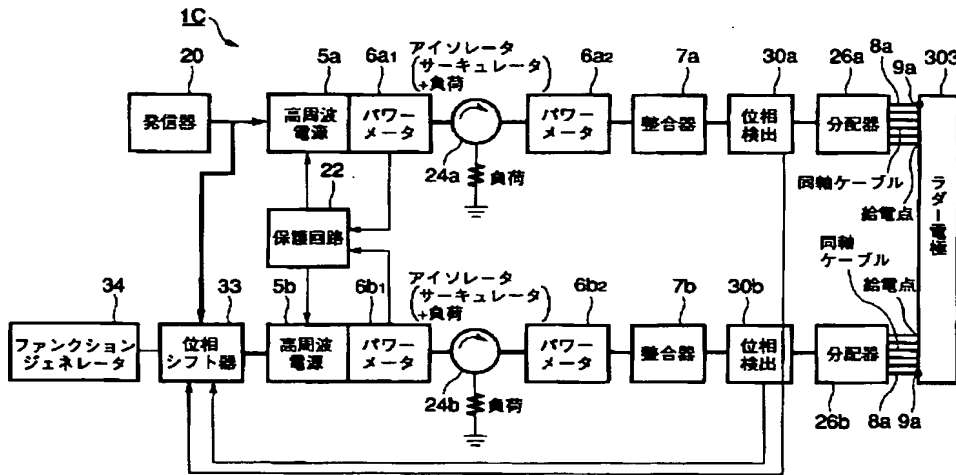 1C
20
5a
6a1
アイソレータ
(サーキュレータ)
+負荷
6a2
7a
30a
26a
8a
9a
303
発信器
高周波
電源
パワー
メータ
パワー
メータ
整合器
位相
検出
分配器
24a
負荷
同軸ケーブル
給電点
ラダー電極
22
保護回路
同軸
ケーブル
給電点
34
33
5b
6b1
アイソレータ
(サーキュレータ)
+負荷
6b2
7b
30b
ファンクション
ジェネレータ
位相
シフト器
高周波
電源
パワー
メータ
パワー
メータ
整合器
位相
検出
分配器
24b
負荷
26b
8a
9a